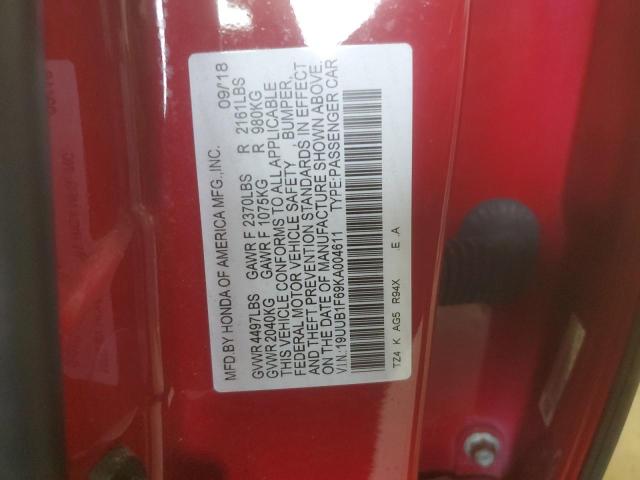 MFD.BY HONDA OF AMERICA MFG.,INC. 09/18
GVWR 4497LBS GAWR F 2370LBS R 2161LBS
GVWR 2040KG GAWR F 1075KG R 980KG
THIS VEHICLE CONFORMS TO ALL APPLICABLE
FEDERAL MOTOR VEHICLE SAFETY, BUMPER,
AND THEFT PREVENTION STANDARDS IN EFFECT
ON THE DATE OF MANUFACTURE SHOWN ABOVE.
V.I.N.:19UUB1F69KA004611 TYPE:PASSENGER CAR
TZ4 K AG5 R94X E .A